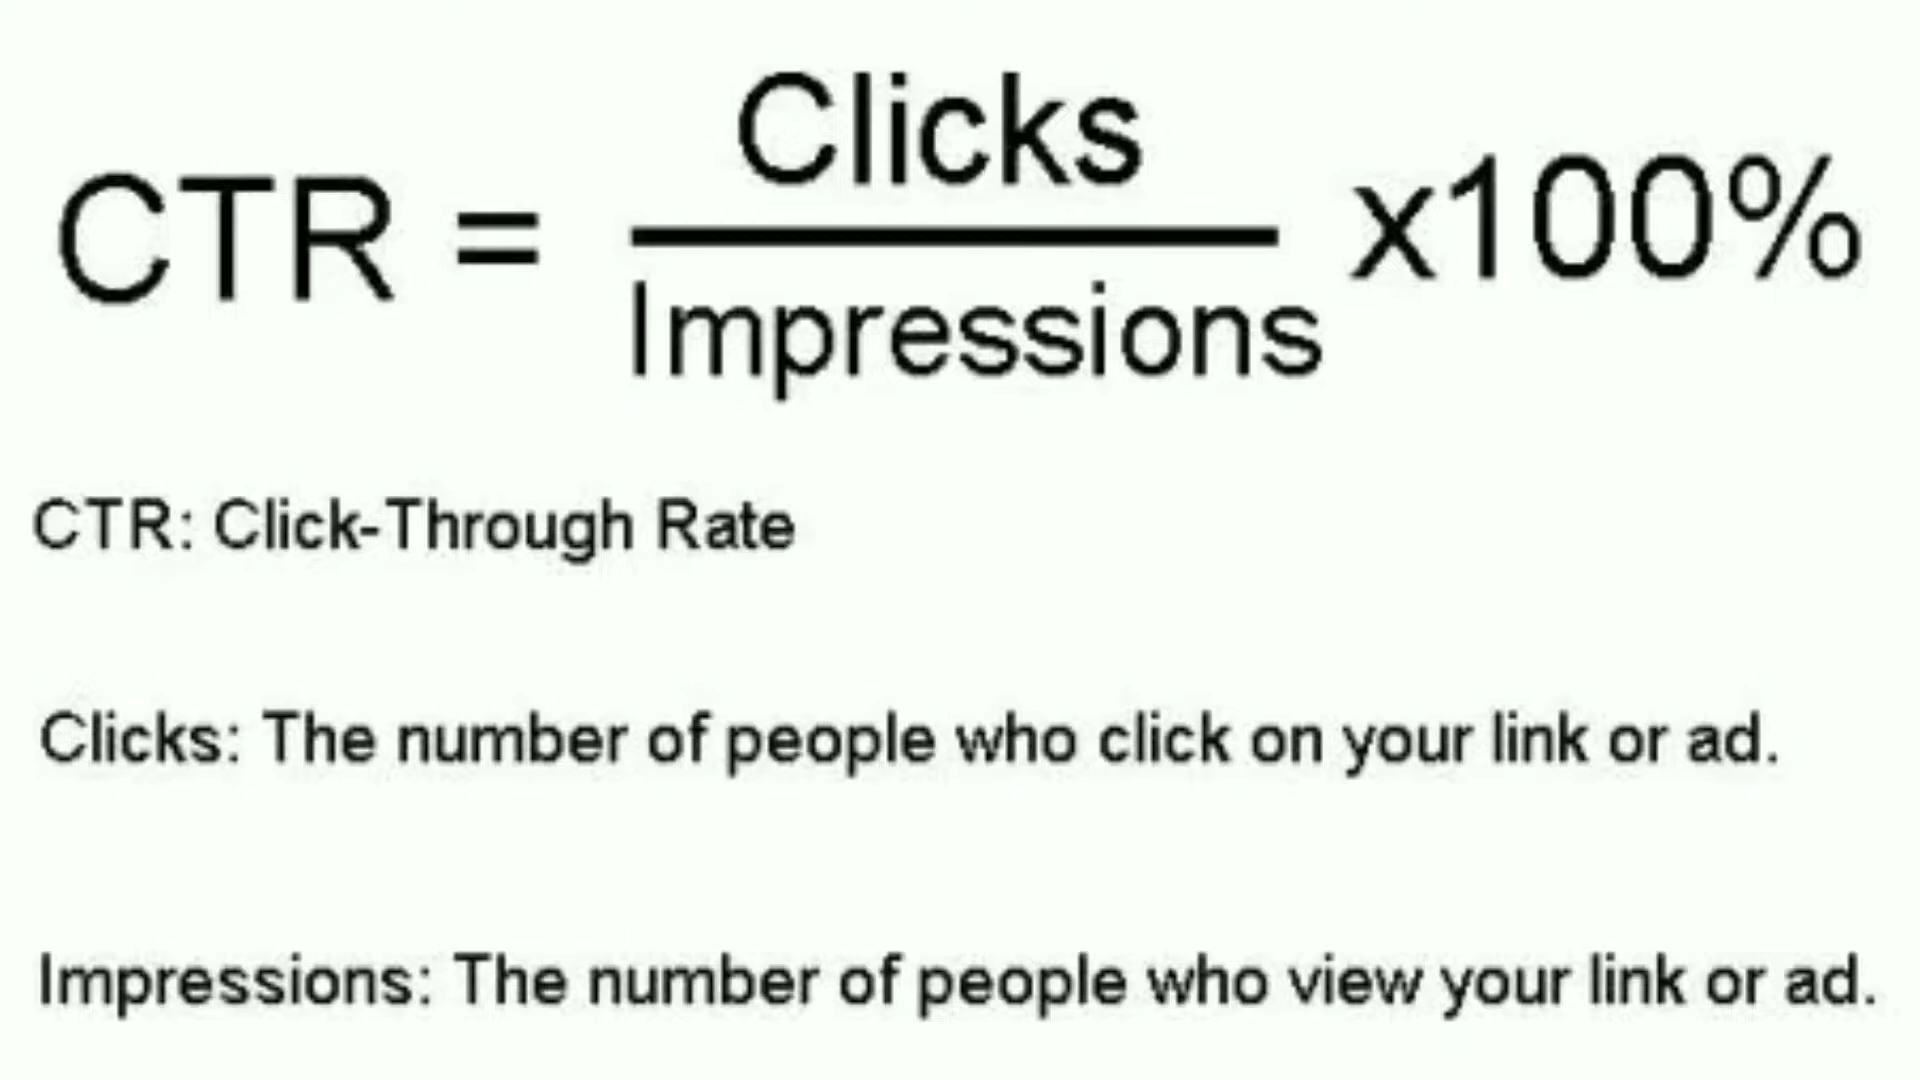 Clicks
CTR = x100%
Impressions
CTR: Click-Through Rate
Clicks: The number of people who click on your link or ad.
Impressions: The number of people who view your link or ad.